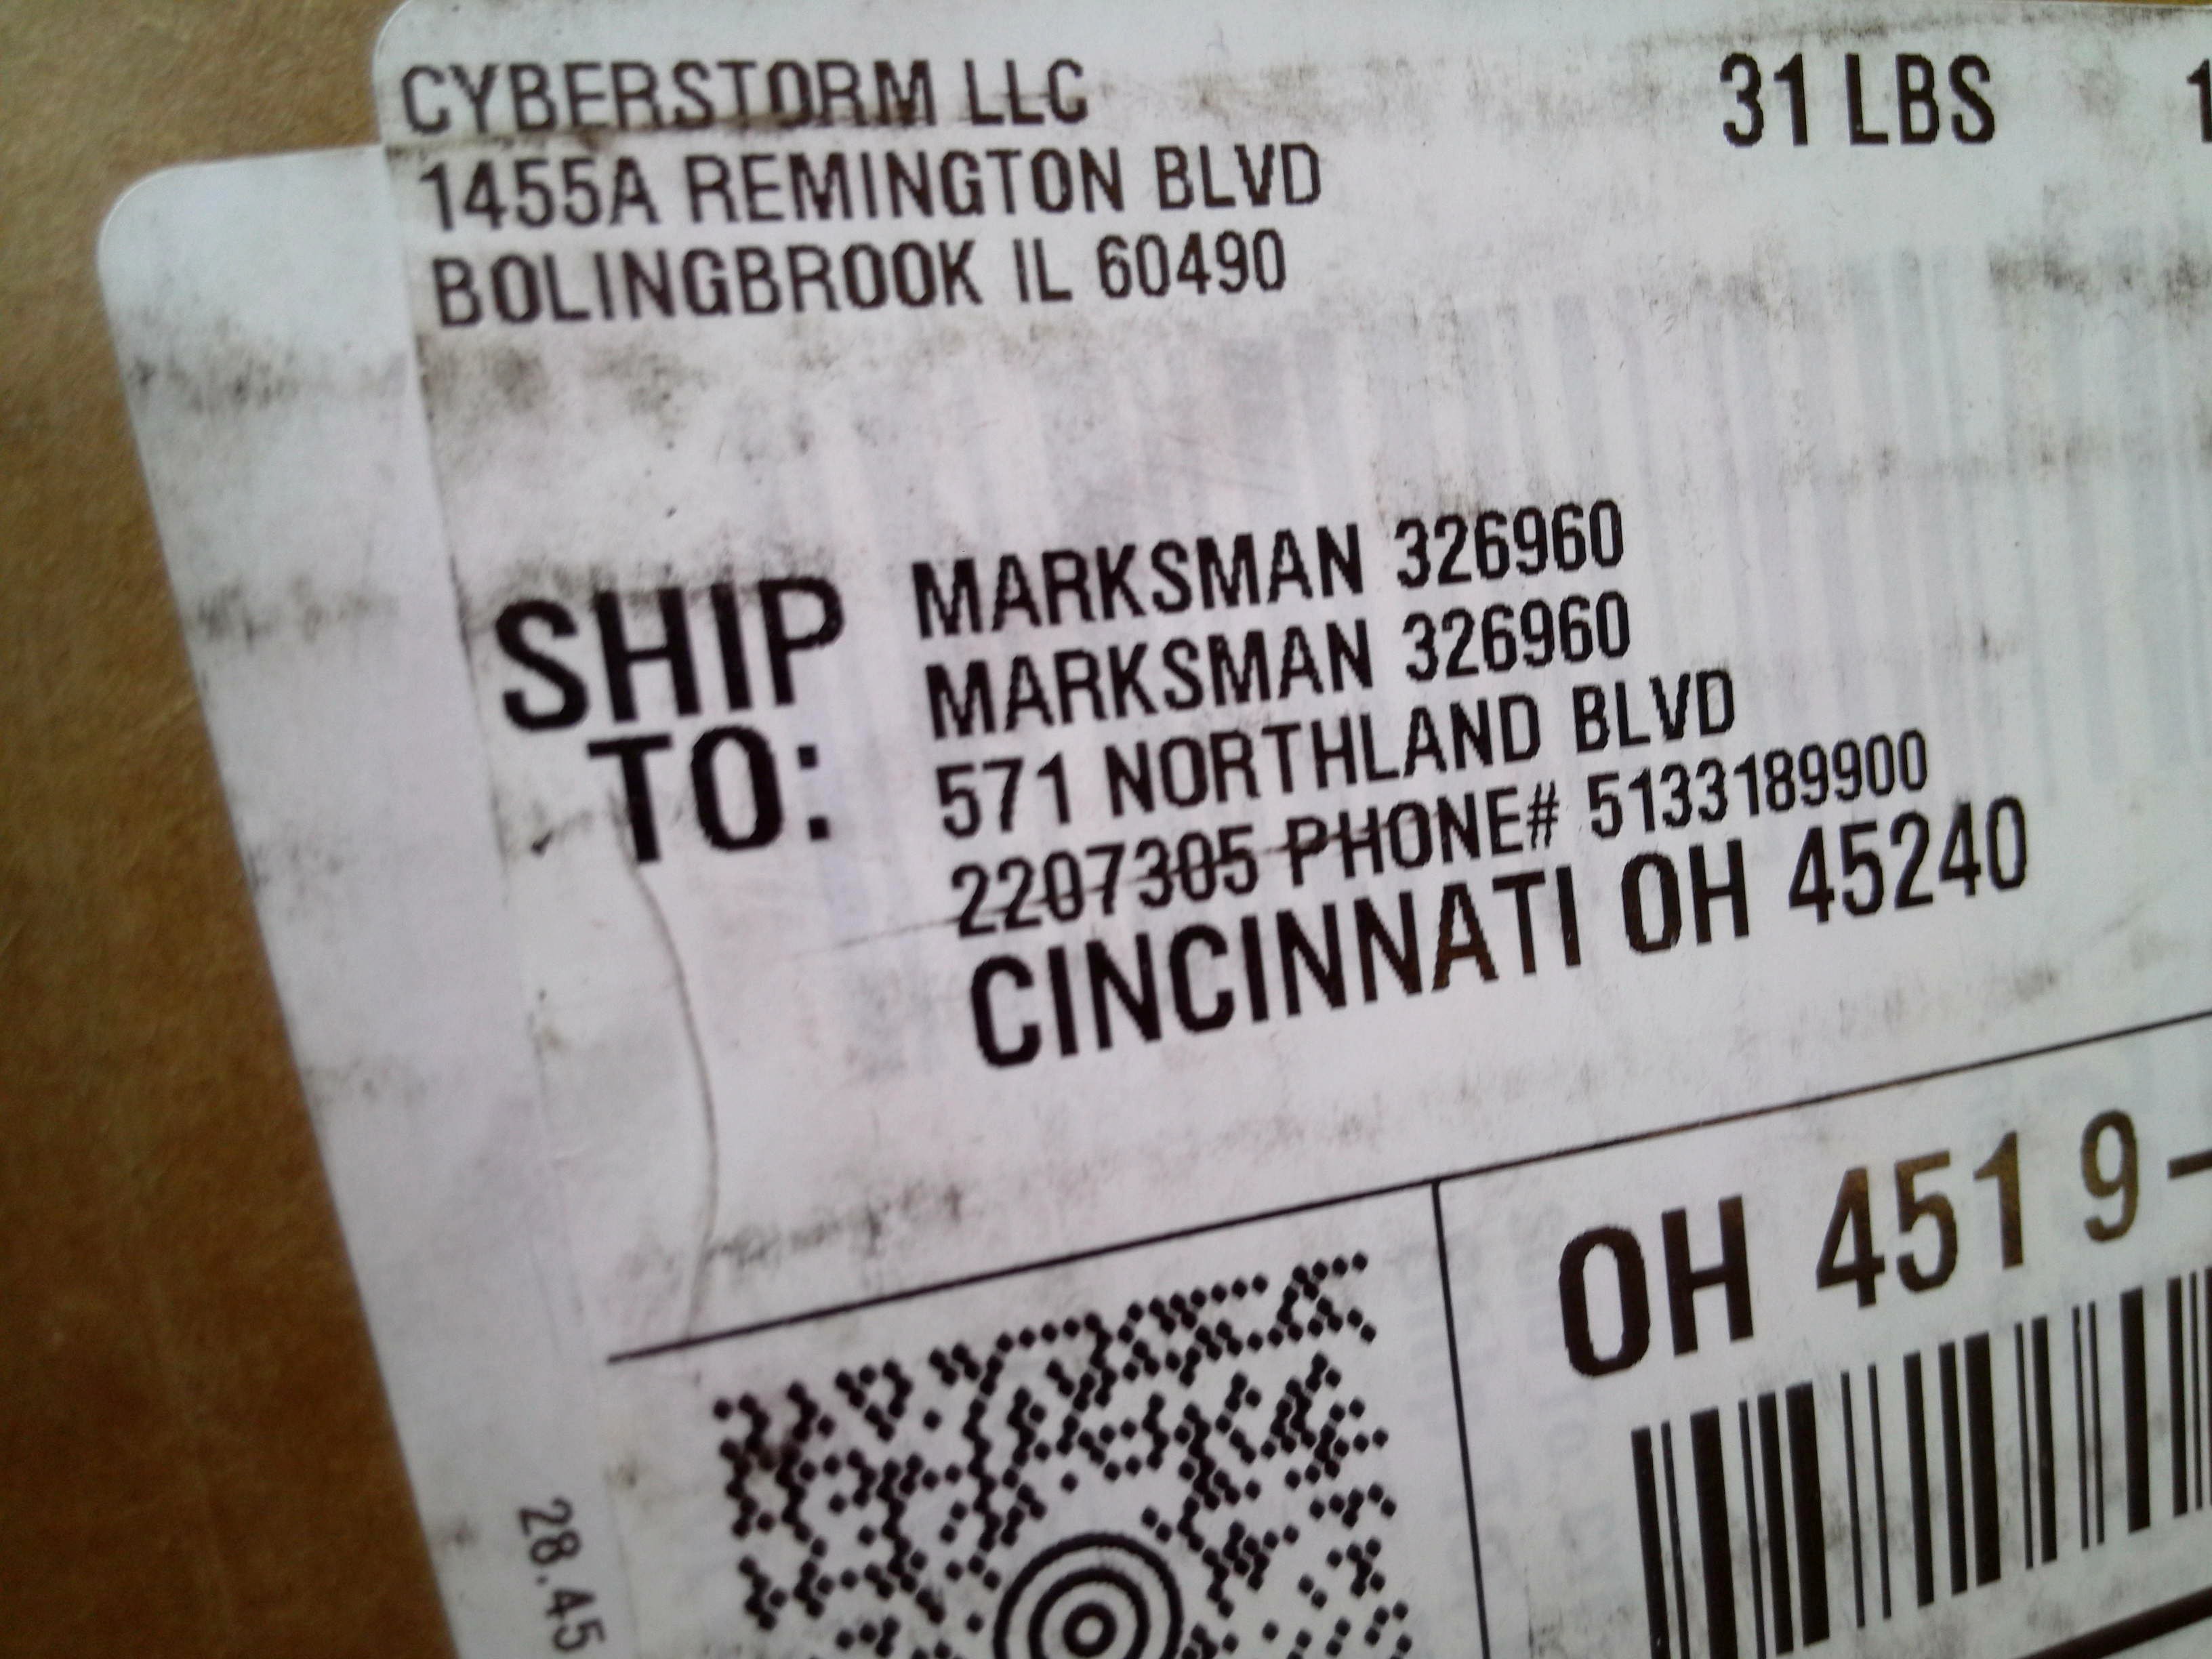 CYBERSTORM LLC
1455A REMINGTON BLVD
BOLINGBROOK IL 60490
31 LBS
1
SHIP
TO:
MARKSMAN 326960
MARKSMAN 326960
571 NORTHLAND BLVD
2207305 PHONE# 5133189900
CINCINNATI OH 45240
OH 451 9-
28.45